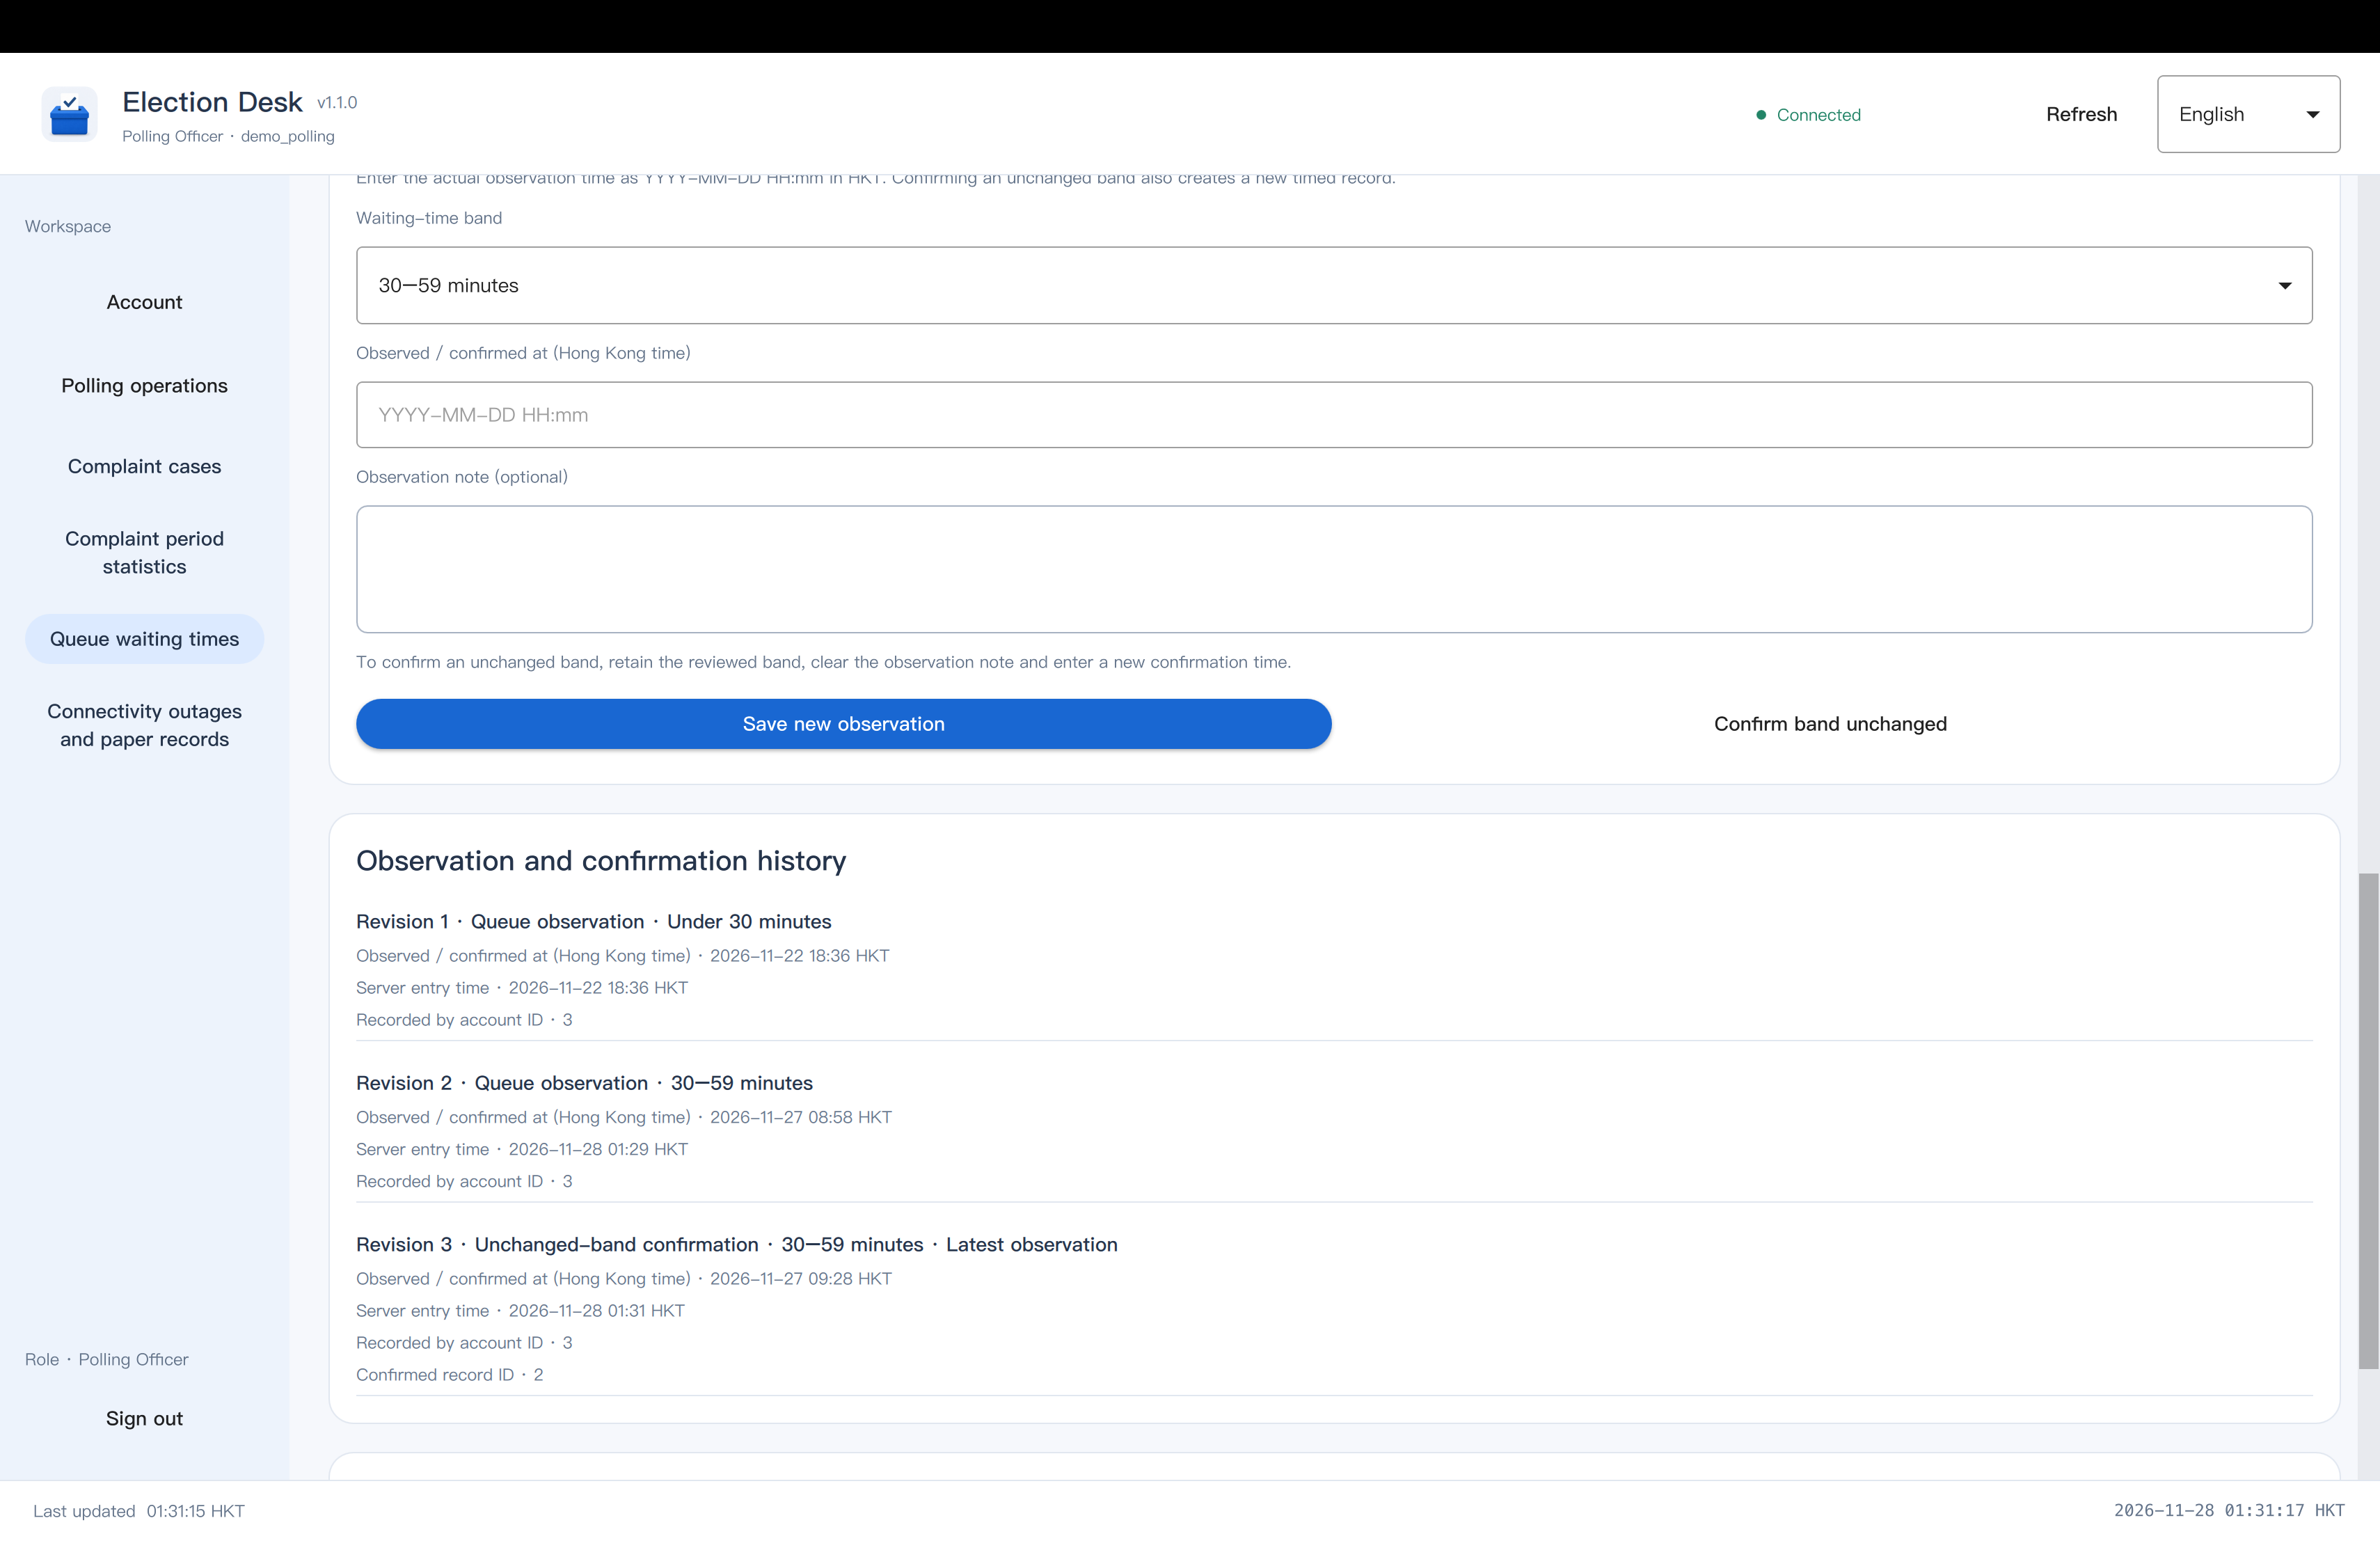 Election Desk v1.1.0
Polling Officer · demo_polling
Connected
Refresh
English
Workspace
Account
Polling operations
Complaint cases
Complaint period
statistics
Queue waiting times
Connectivity outages
and paper records
Role · Polling Officer
Sign out
Enter the actual observation time as YYYY-MM-DD HH:mm in HKT. Confirming an unchanged band also creates a new timed record.
Waiting-time band
30—59 minutes
Observed / confirmed at (Hong Kong time)
YYYY-MM-DD HH:mm
Observation note (optional)
To confirm an unchanged band, retain the reviewed band, clear the observation note and enter a new confirmation time.
Save new observation
Confirm band unchanged
Observation and confirmation history
Revision 1 · Queue observation · Under 30 minutes
Observed / confirmed at (Hong Kong time) · 2026-11-22 18:36 HKT
Server entry time · 2026-11-22 18:36 HKT
Recorded by account ID · 3
Revision 2 · Queue observation · 30—59 minutes
Observed / confirmed at (Hong Kong time) · 2026-11-27 08:58 HKT
Server entry time · 2026-11-28 01:29 HKT
Recorded by account ID · 3
Revision 3 · Unchanged-band confirmation · 30—59 minutes · Latest observation
Observed / confirmed at (Hong Kong time) · 2026-11-27 09:28 HKT
Server entry time · 2026-11-28 01:31 HKT
Recorded by account ID · 3
Confirmed record ID · 2
Last updated 01:31:15 HKT
2026-11-28 01:31:17 HKT